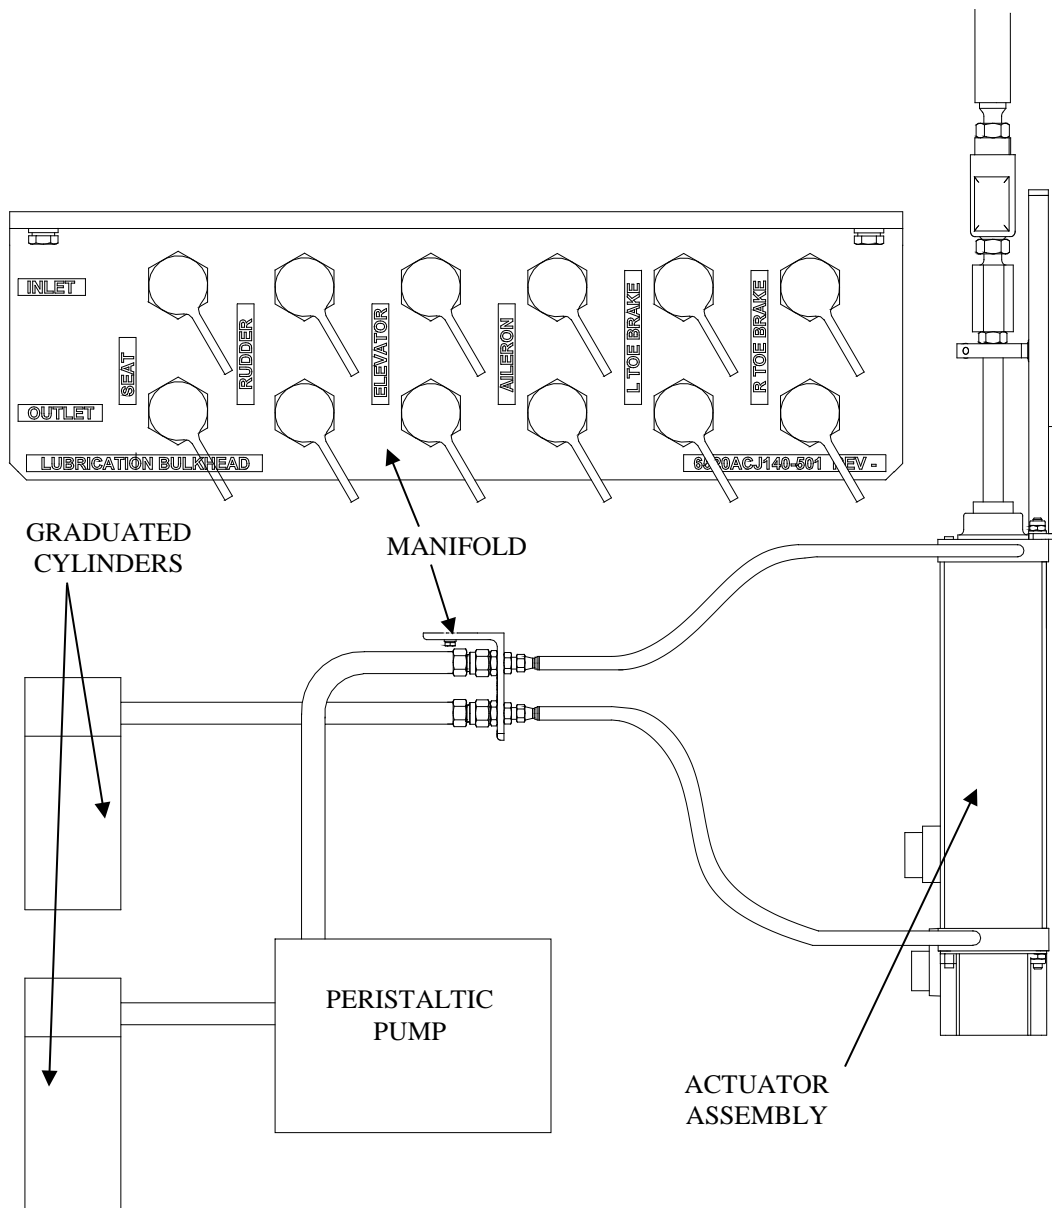 INLET
SEAT
RUDDER
ELEVATOR
AILERON
L TOE BRAKE
R TOE BRAKE
OUTLET
LUBRICATION BULKHEAD
REV -
GRADUATED
CYLINDERS
MANIFOLD
PERISTALTIC
PUMP
ACTUATOR
ASSEMBLY